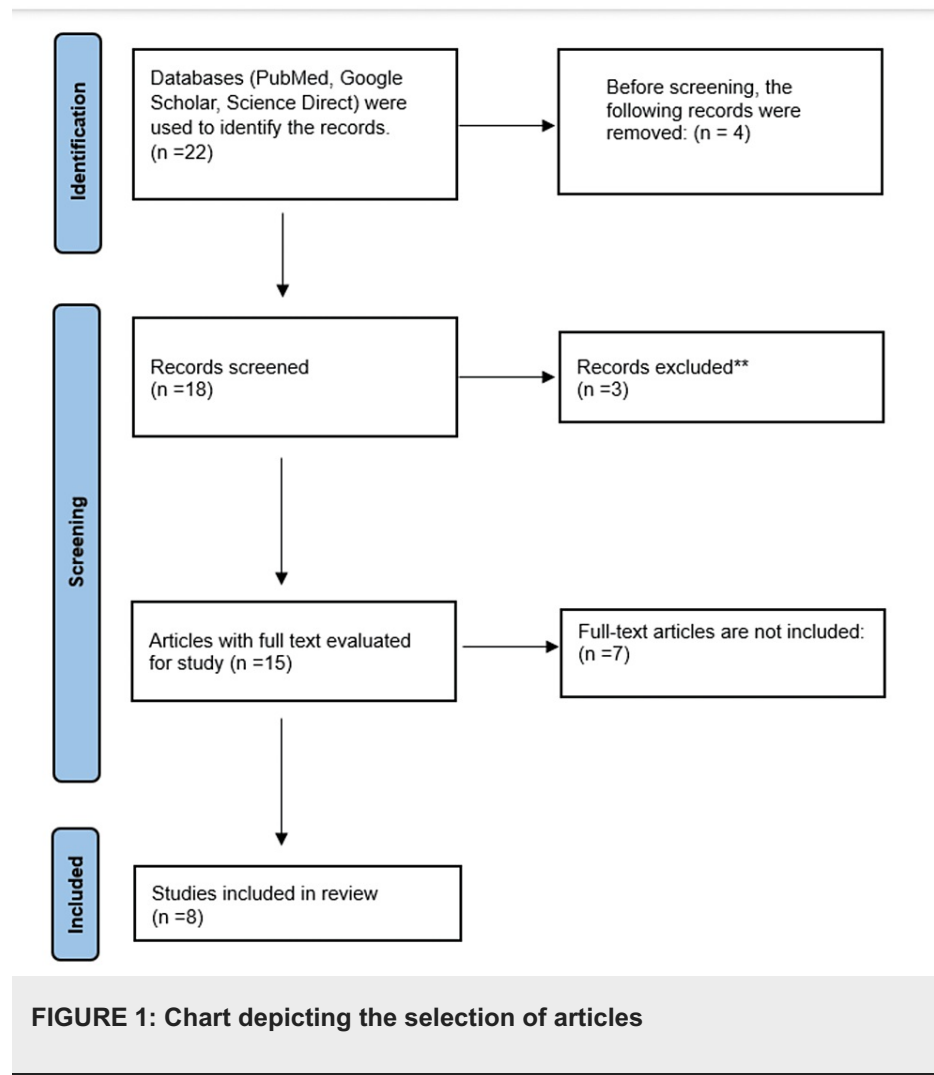 Identification
Databases (PubMed, Google
Scholar, Science Direct) were
used to identify the records.
(n =22)
Before screening, the
following records were
removed: (n = 4)
Screening
Records screened
(n =18)
Records excluded**
(n =3)
Articles with full text evaluated
for study (n =15)
Full-text articles are not included:
(n =7)
Included
Studies included in review
(n =8)
FIGURE 1: Chart depicting the selection of articles